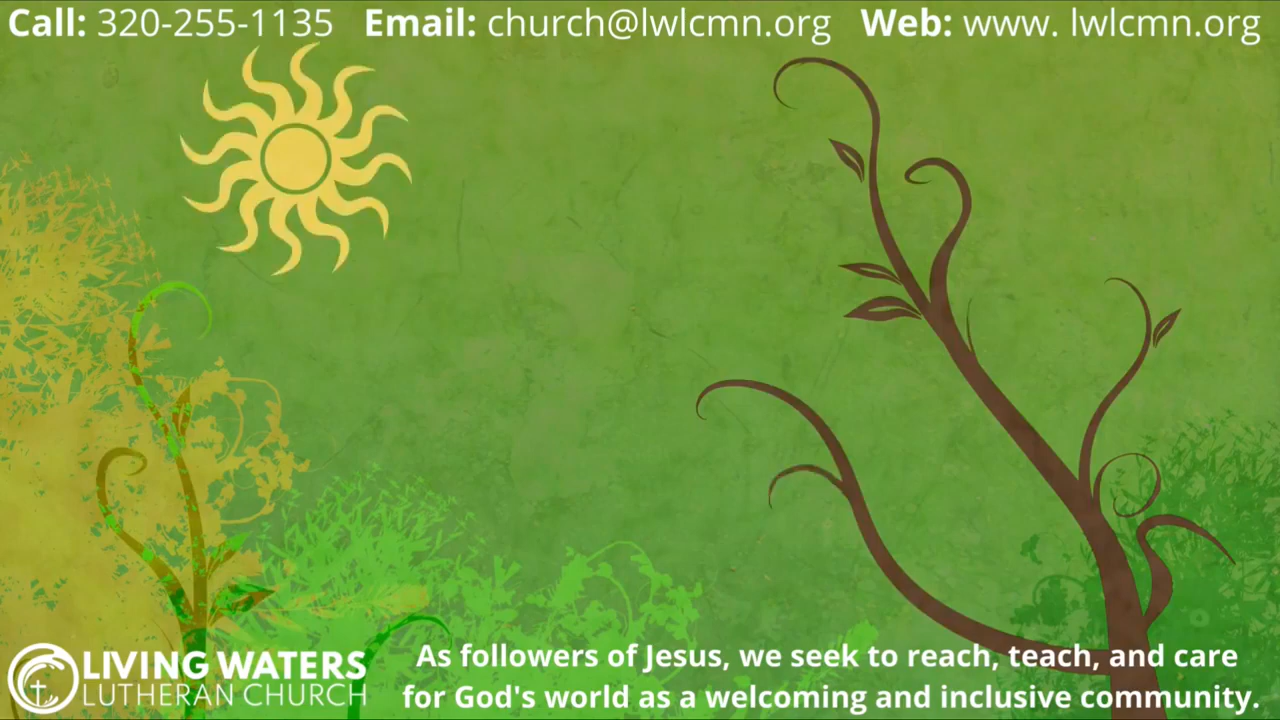 Call: 320-255-1135 Email: church@lwlcmn.org Web: www. lwlcmn.org
LIVING WATERS
LUTHERAN CHURCH
As followers of Jesus, we seek to reach, teach, and care
for God's world as a welcoming and inclusive community.